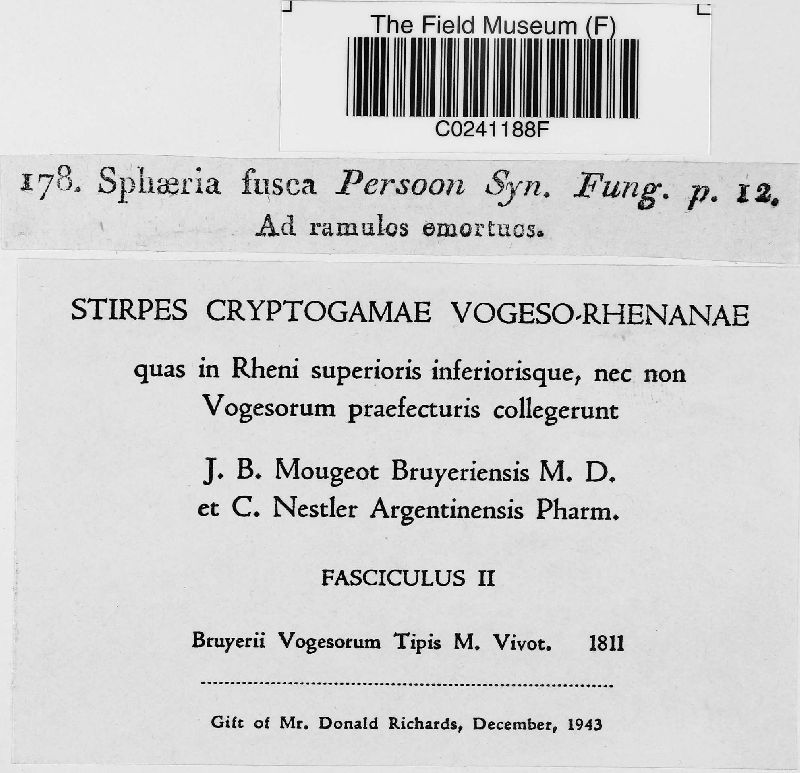 The Field Museum (F)
C0241188F
178. Sphæria fusca Persoon Syn. Fung. p. 12.
Ad ramulos emortuos.
STIRPES CRYPTOGAMAE VOGESO-RHENANAE
quas in Rheni superioris inferiorisque, nec non
Vogesorum praefecturis collegerunt
J. B. Mougeot Bruyeriensis M. D.
et C. Nestler Argentinensis Pharm.
FASCICULUS II
Bruyerii Vogesorum Tipis M. Vivot. 1811
Gift of Mr. Donald Richards, December, 1943